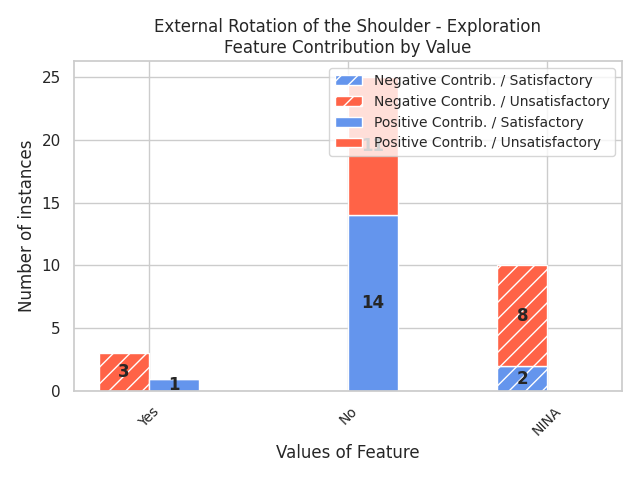 External Rotation of the Shoulder - Exploration
Feature Contribution by Value
Negative Contrib. / Satisfactory
Negative Contrib. / Unsatisfactory
Positive Contrib. / Satisfactory
Positive Contrib. / Unsatisfactory
Number of instances
25
20
15
10
5
0
3
1
14
11
8
2
Yes
No
NINA
Values of Feature